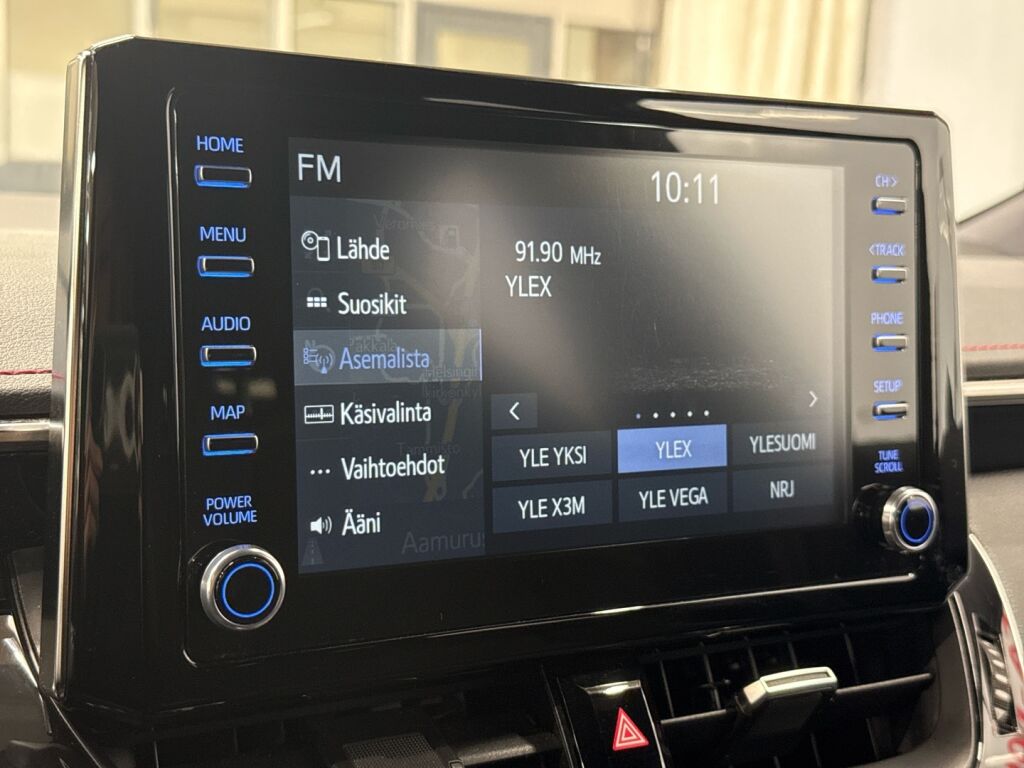 HOME
MENU
AUDIO
MAP
POWER
VOLUME
FM
10:11
Lähde
Suosikit
Asemalista
Käsivalinta
Vaihtoehdot
Ääni
Aamurus
91.90 MHz
YLEX
<
>
YLE YKSI
YLEX
YLESUOMI
YLE X3M
YLE VEGA
NRJ
CH>
<TRACK
PHONE
SETUP
TUNE
SCROLL